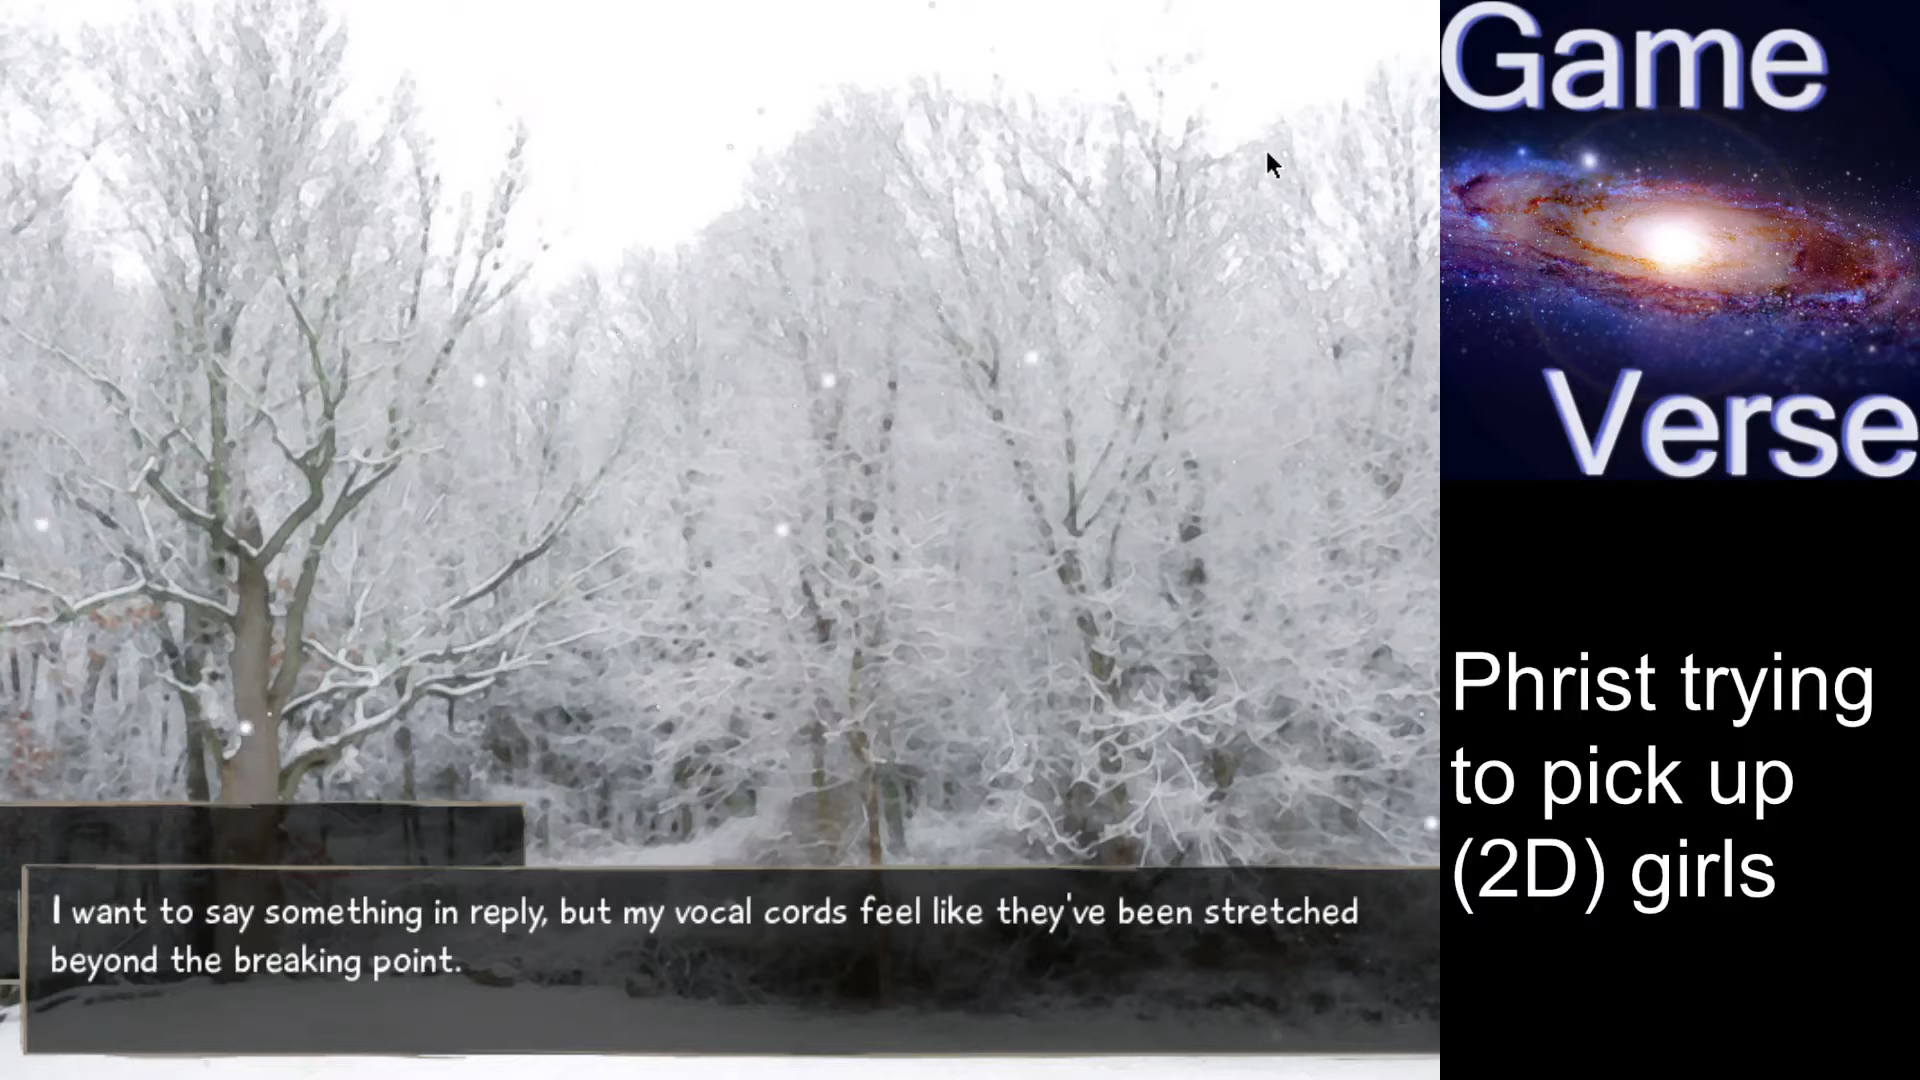 Game
Verse
I want to say something in reply, but my vocal cords feel like they've been stretched
beyond the breaking point.
Phrist trying
to pick up
(2D) girls